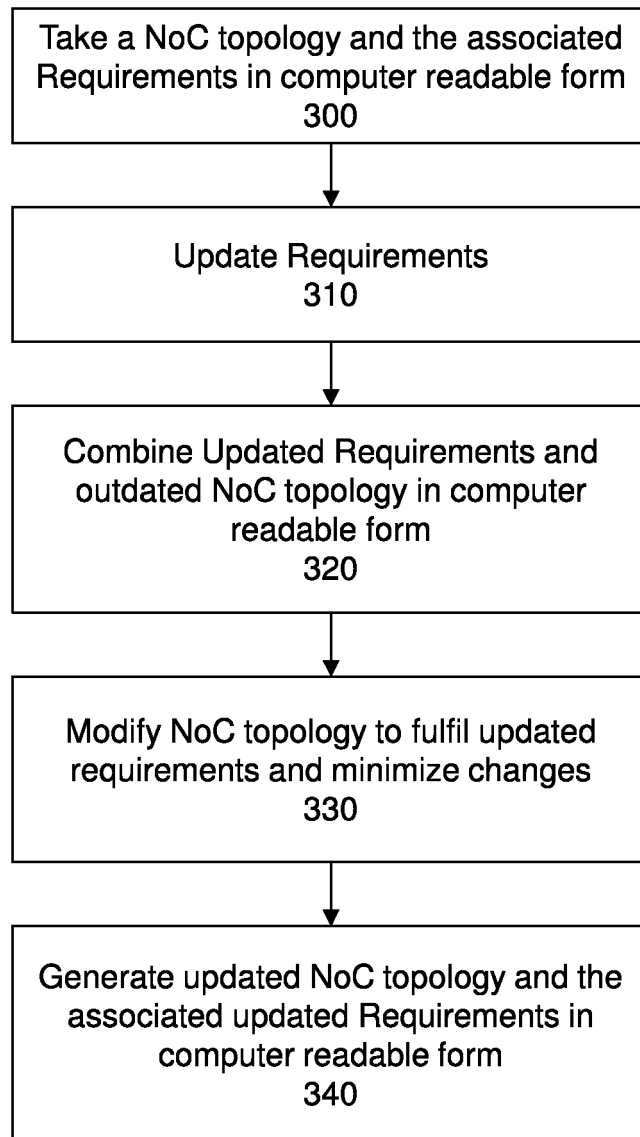 Take a NoC topology and the associated
Requirements in computer readable form
300
Update Requirements
310
Combine Updated Requirements and
outdated NoC topology in computer
readable form
320
Modify NoC topology to fulfil updated
requirements and minimize changes
330
Generate updated NoC topology and the
associated updated Requirements in
computer readable form
340